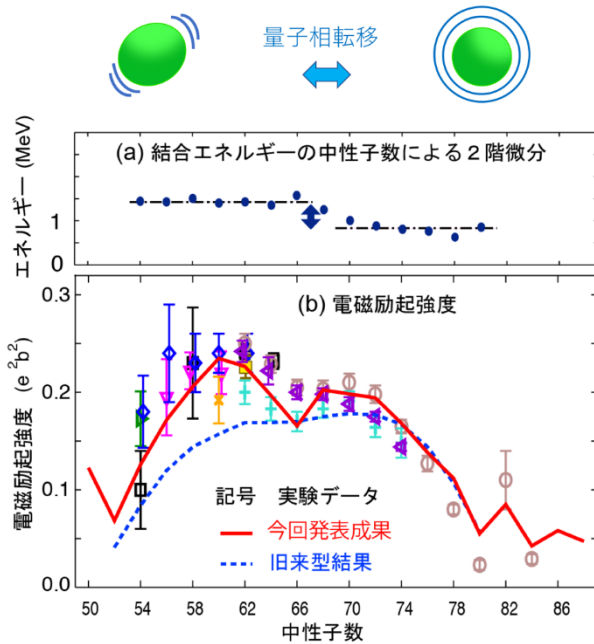 量子相転移
(a) 結合エネルギーの中性子数による２階微分
エネルギー (MeV)
1
0
(b) 電磁励起強度
電磁励起強度 (e²b²)
0.3
0.2
0.1
0.0
記号 実験データ
今回発表成果
旧来型結果
50 54 58 62 66 70 74 78 82 86
中性子数